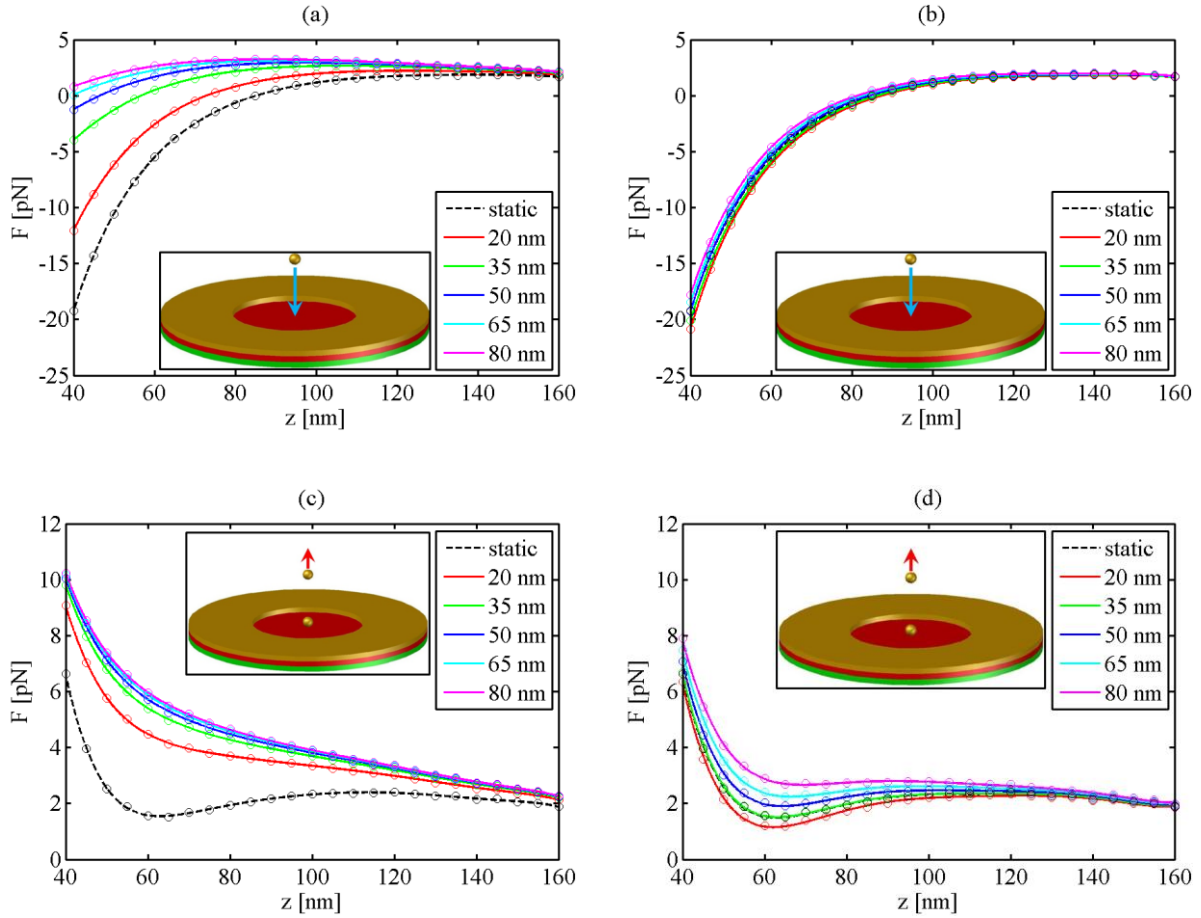 (a)
5
0
-5
-10
-15
-20
-25
F [pN]
40 60 80 100 120 140 160
z [nm]
static
20 nm
35 nm
50 nm
65 nm
80 nm
(b)
5
0
-5
-10
-15
-20
-25
F [pN]
40 60 80 100 120 140 160
z [nm]
static
20 nm
35 nm
50 nm
65 nm
80 nm
(c)
12
10
8
6
4
2
0
F [pN]
40 60 80 100 120 140 160
z [nm]
static
20 nm
35 nm
50 nm
65 nm
80 nm
(d)
12
10
8
6
4
2
0
F [pN]
40 60 80 100 120 140 160
z [nm]
static
20 nm
35 nm
50 nm
65 nm
80 nm